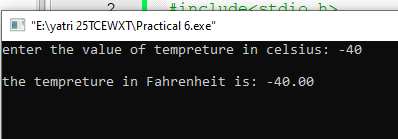 2 #include<stdio.h>
"E:\yatri 25TCEWXT\Practical 6.exe"
enter the value of tempreture in celsius: -40
the tempreture in Fahrenheit is: -40.00